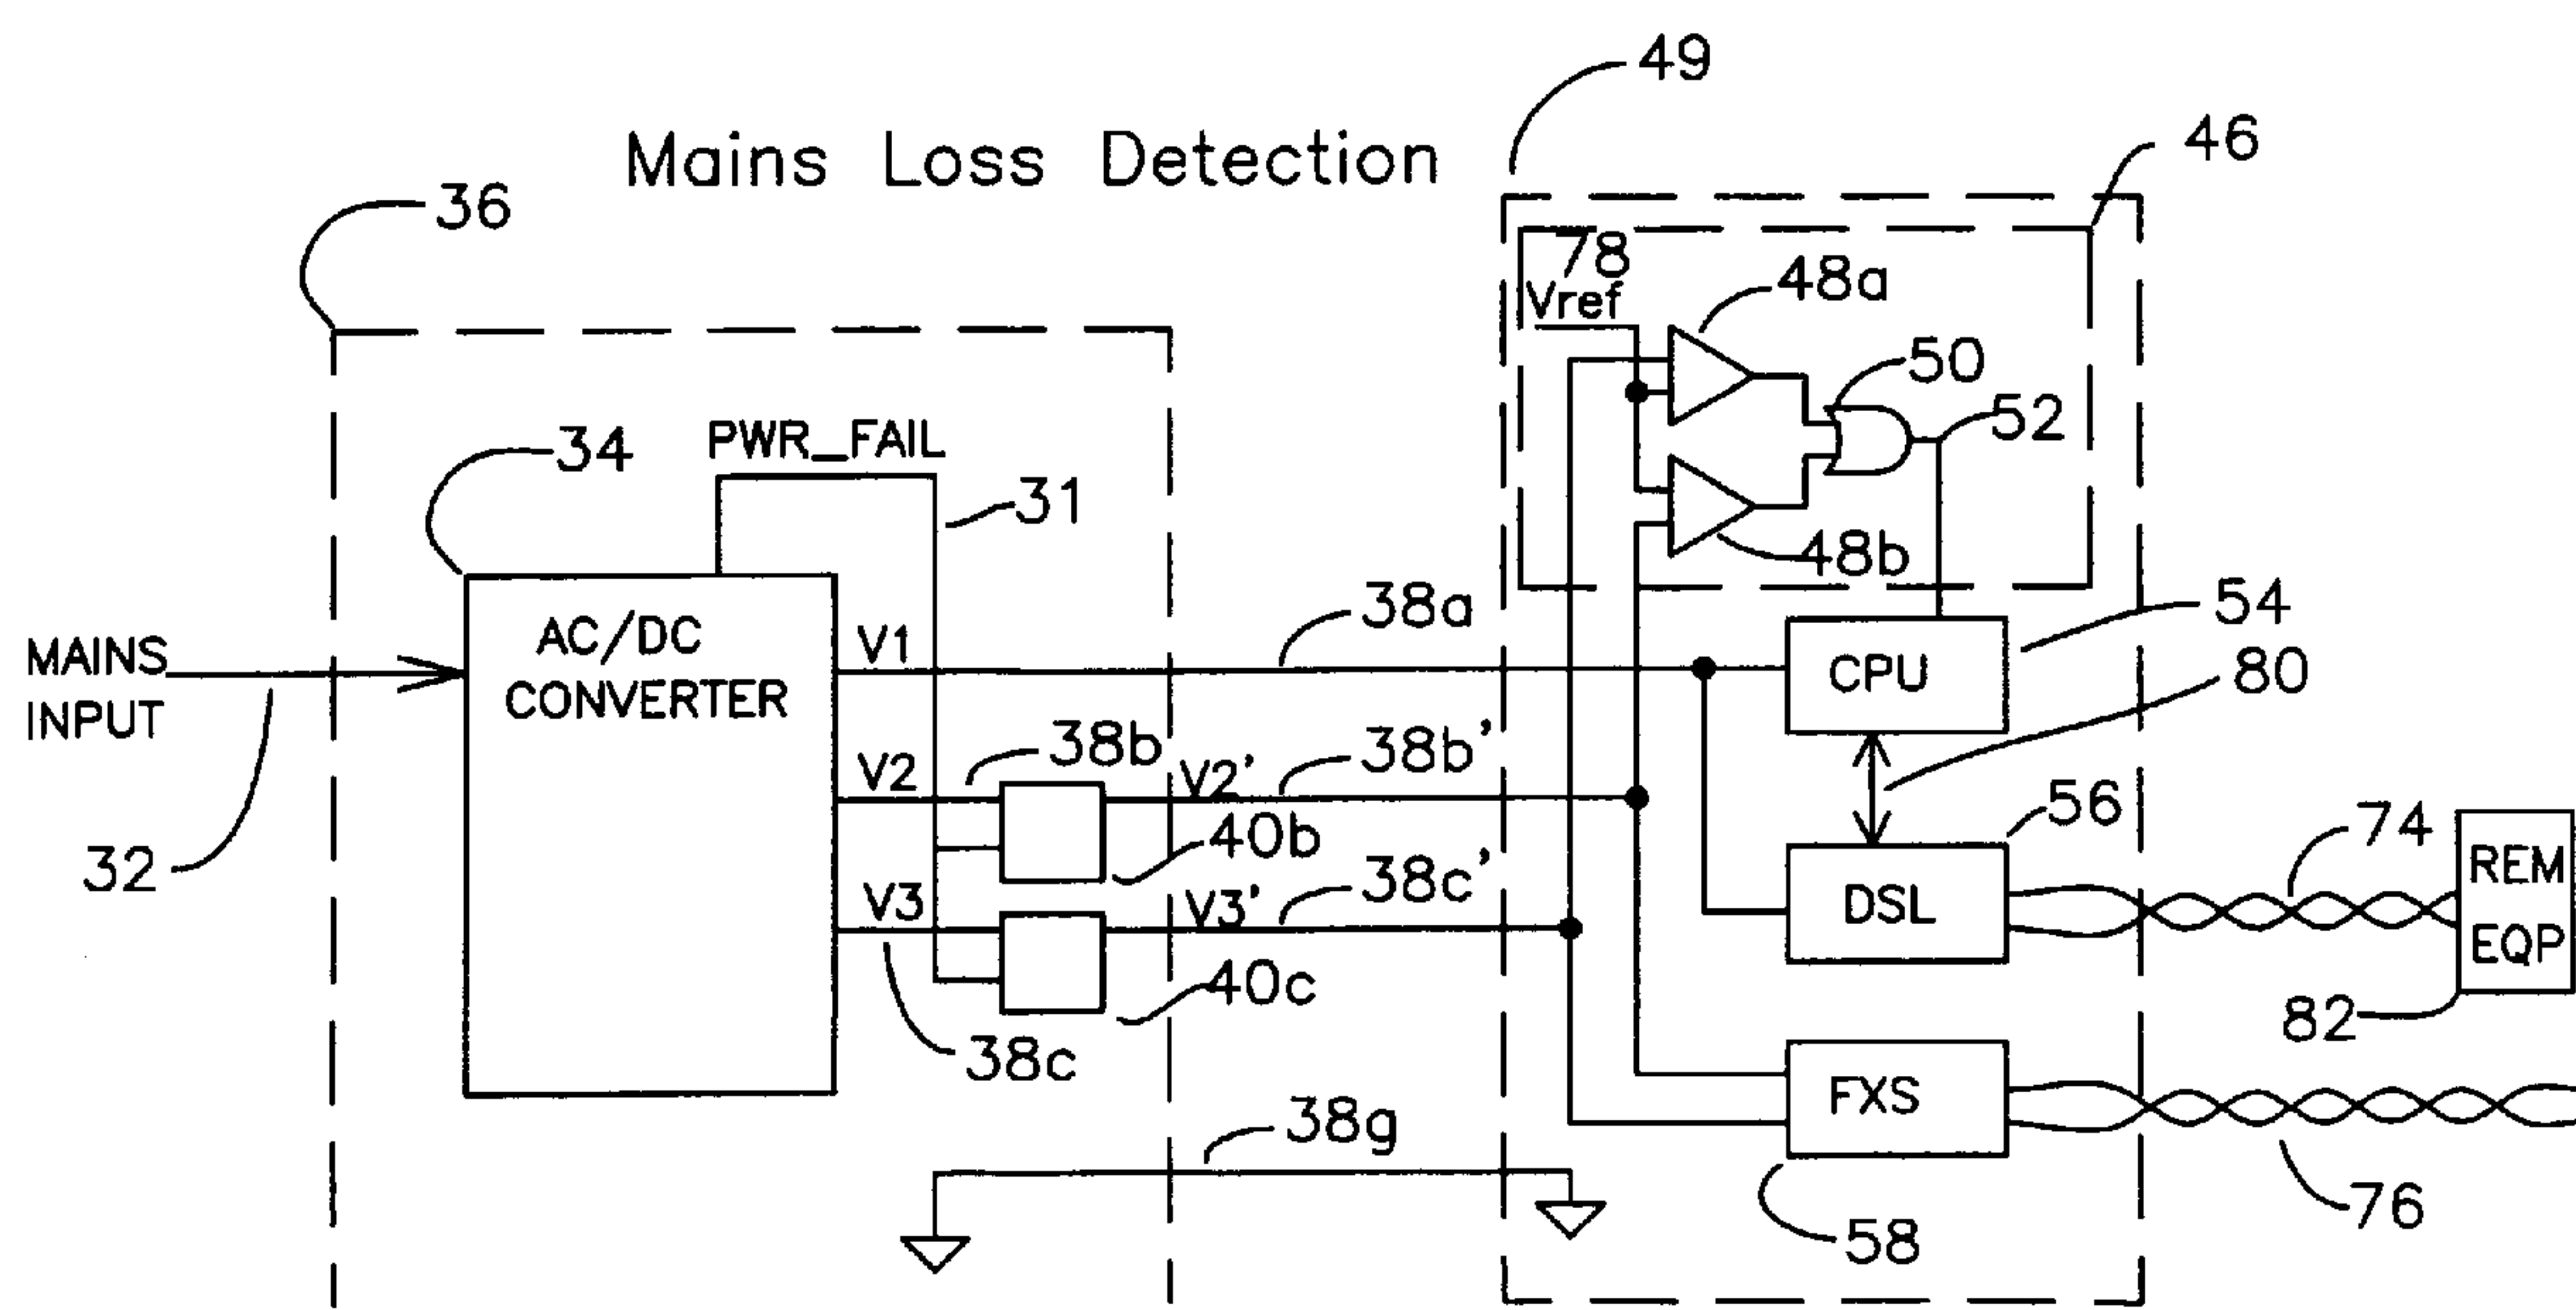 49
46
Mains Loss Detection
36
78
Vref
48a
50
52
PWR_FAIL
34
31
48b
38a
54
AC/DC
CONVERTER
V1
MAINS
INPUT
CPU
80
38b
38b'
V2
V2'
56
74
32
40b
REM
EQP
V3
V3'
38c'
DSL
40c
38c
82
FXS
38g
58
76